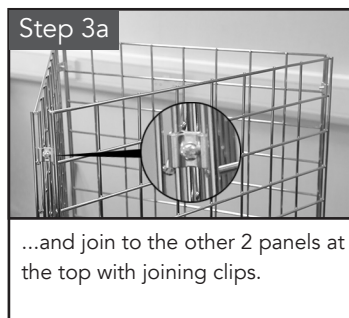 Step 3a
...and join to the other 2 panels at
the top with joining clips.